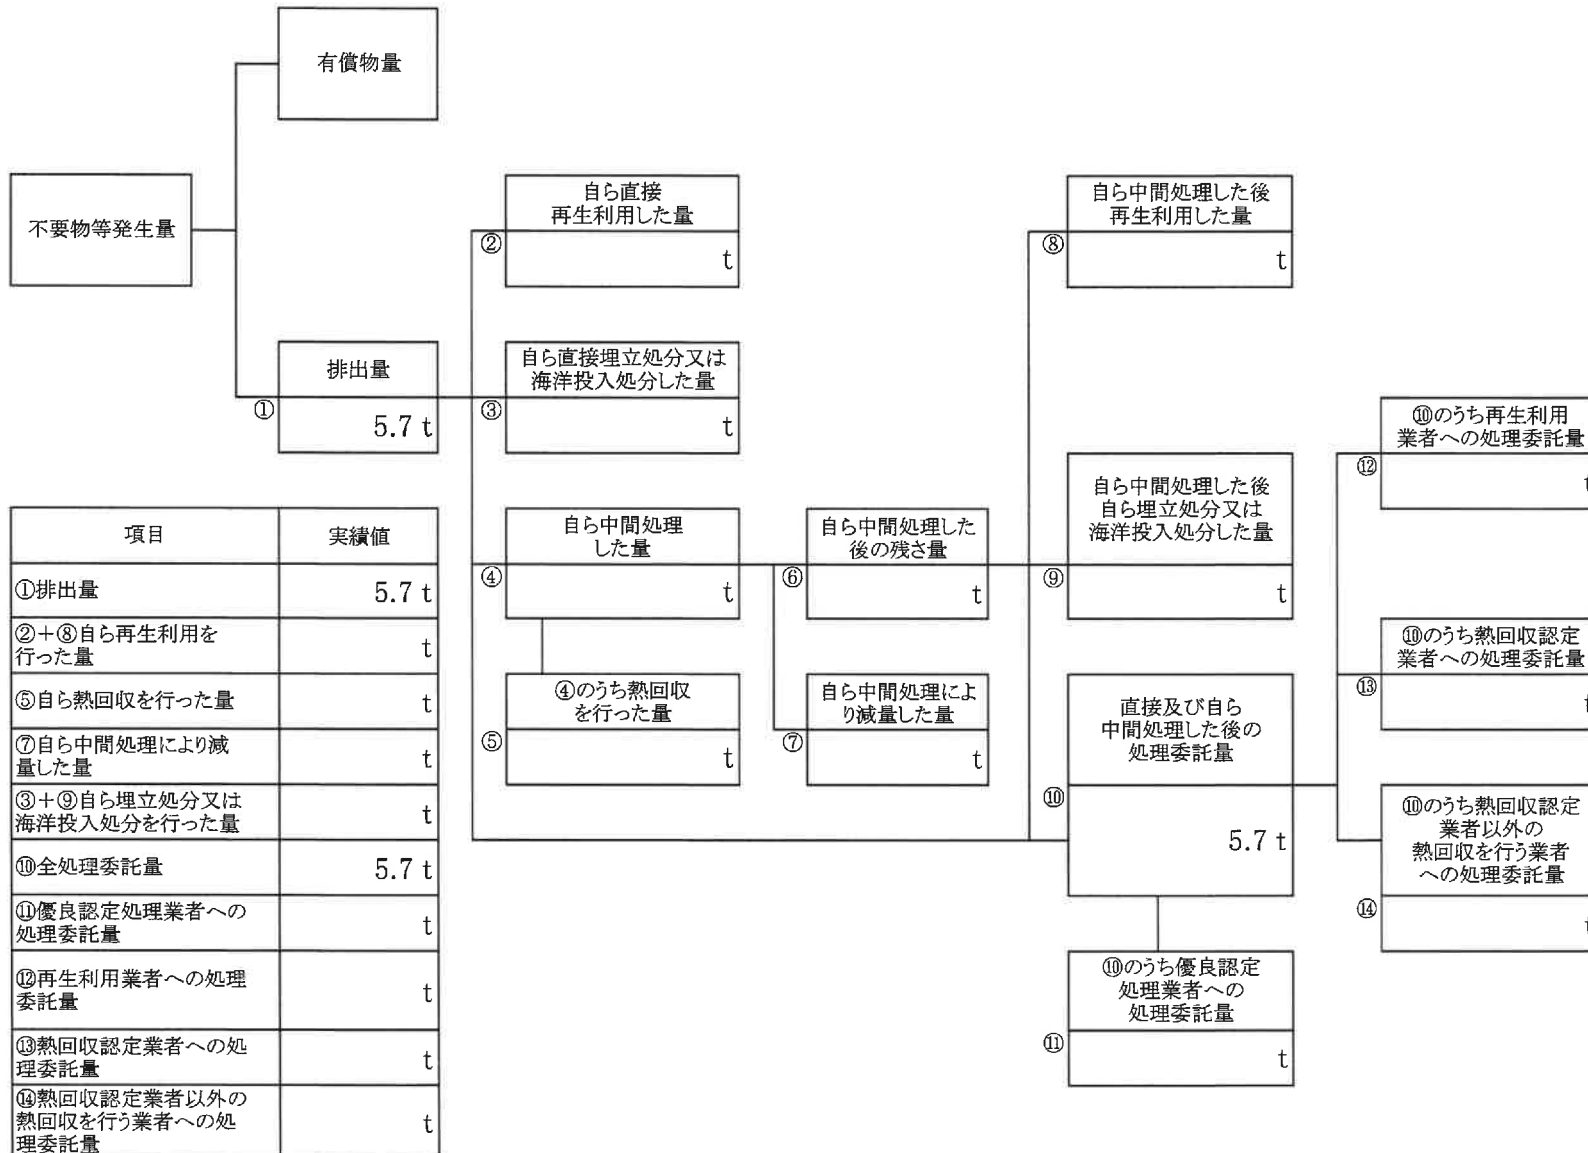 有償物量
不要物等発生量
排出量
①
5.7 t
自ら直接
再生利用した量
②
t
自ら直接埋立処分又は
海洋投入処分した量
③
t
自ら中間処理
した量
④
t
④のうち熱回収
を行った量
⑤
t
自ら中間処理した
後の残さ量
⑥
t
自ら中間処理によ
り減量した量
⑦
t
自ら中間処理した後
再生利用した量
⑧
t
自ら中間処理した後
自ら埋立処分又は
海洋投入処分した量
⑨
t
直接及び自ら
中間処理した後の
処理委託量
⑩
5.7 t
⑩のうち優良認定
処理業者への
処理委託量
⑪
t
⑩のうち再生利用
業者への処理委託量
⑫
t
⑩のうち熱回収認定
業者への処理委託量
⑬
t
⑩のうち熱回収認定
業者以外の
熱回収を行う業者
への処理委託量
⑭
t
項目 実績値
①排出量 5.7 t
②+⑧自ら再生利用を
行った量 t
⑤自ら熱回収を行った量 t
⑦自ら中間処理により減
量した量 t
③+⑨自ら埋立処分又は
海洋投入処分を行った量 t
⑩全処理委託量 5.7 t
⑪優良認定処理業者への
処理委託量 t
⑫再生利用業者への処理
委託量 t
⑬熱回収認定業者への処
理委託量 t
⑭熱回収認定業者以外の
熱回収を行う業者への処
理委託量 t